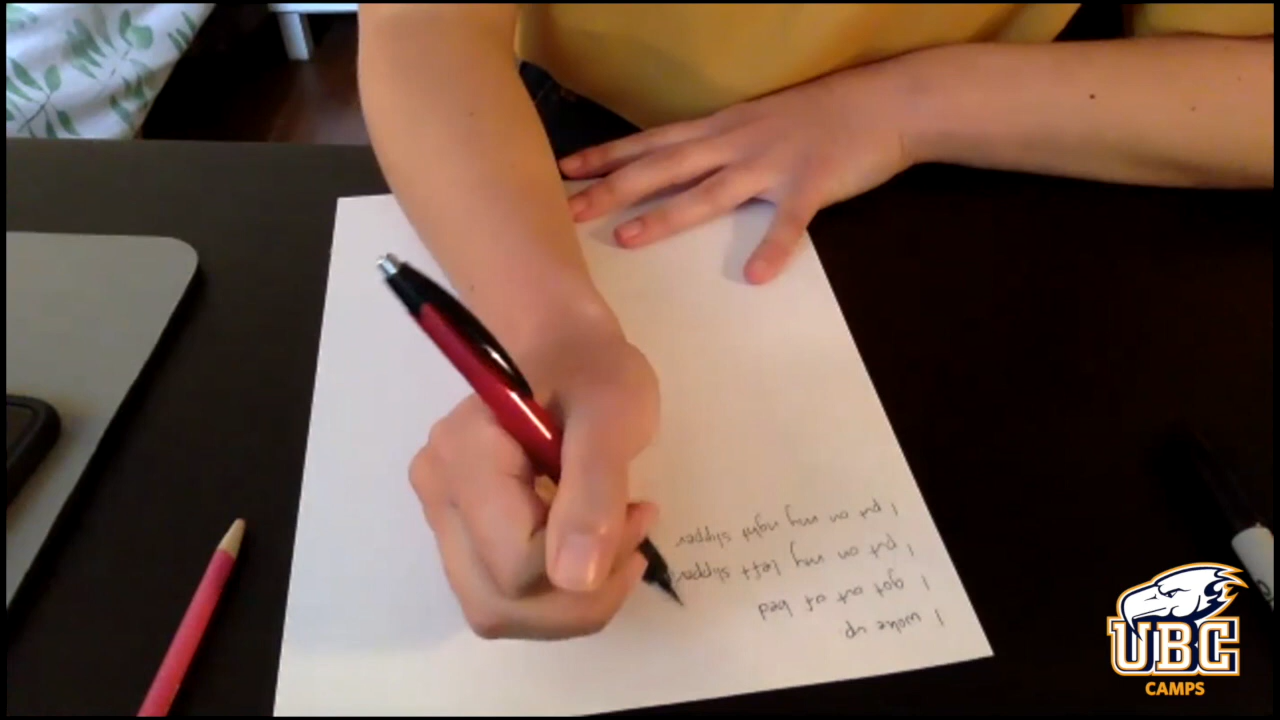 I woke up
I got out of bed
I put on my left slipper
I put on my right slipper
UBC
CAMPS